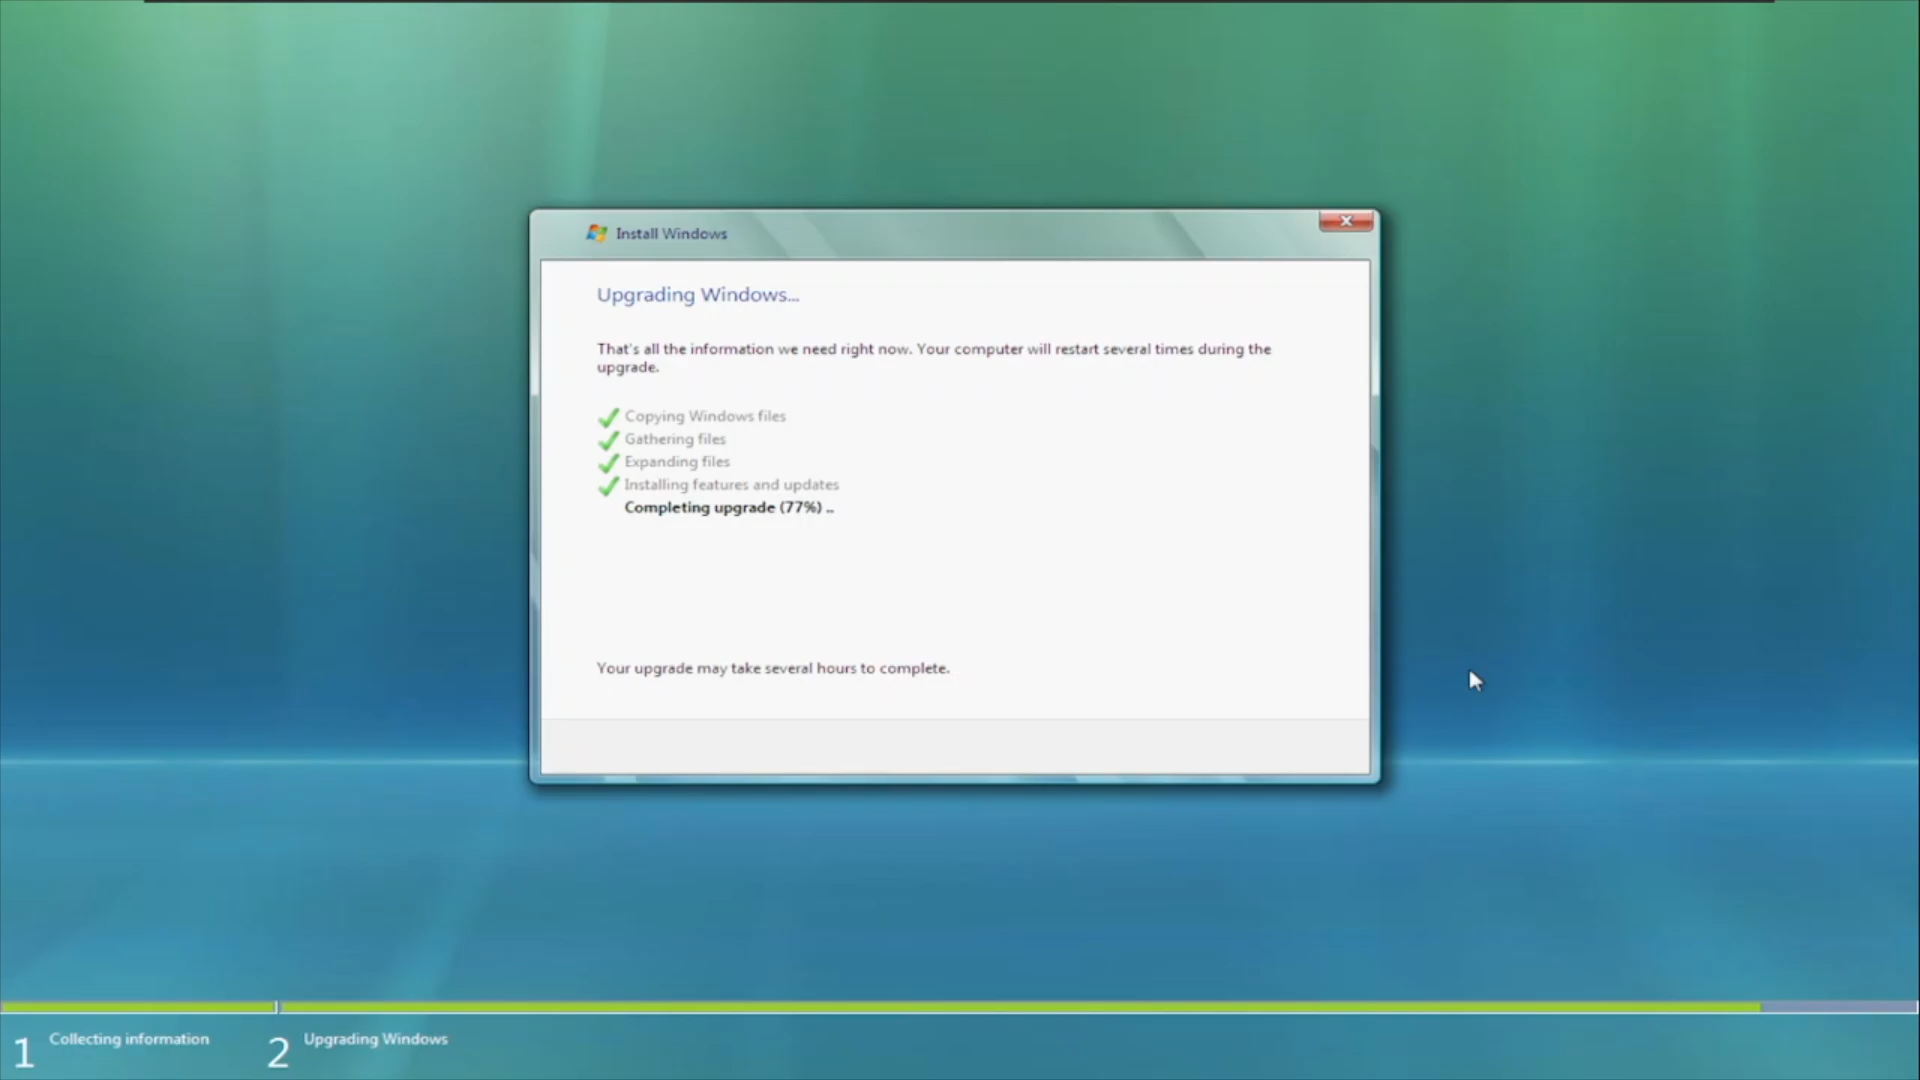 Install Windows
Upgrading Windows...
That's all the information we need right now. Your computer will restart several times during the
upgrade.
Copying Windows files
Gathering files
Expanding files
Installing features and updates
Completing upgrade (77%) ..
Your upgrade may take several hours to complete.
1 Collecting information
2 Upgrading Windows